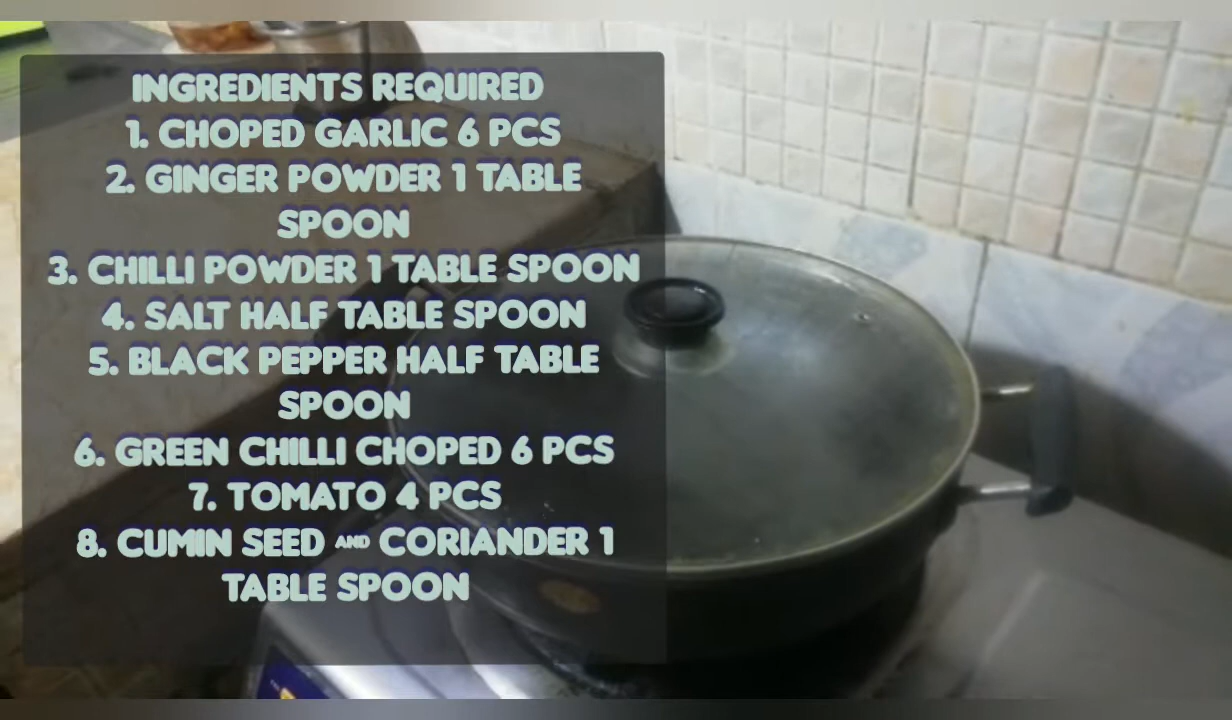 INGREDIENTS REQUIRED
1. CHOPED GARLIC 6 PCS
2. GINGER POWDER 1 TABLE
SPOON
3. CHILLI POWDER 1 TABLE SPOON
4. SALT HALF TABLE SPOON
5. BLACK PEPPER HALF TABLE
SPOON
6. GREEN CHILLI CHOPED 6 PCS
7. TOMATO 4 PCS
8. CUMIN SEED AND CORIANDER 1
TABLE SPOON